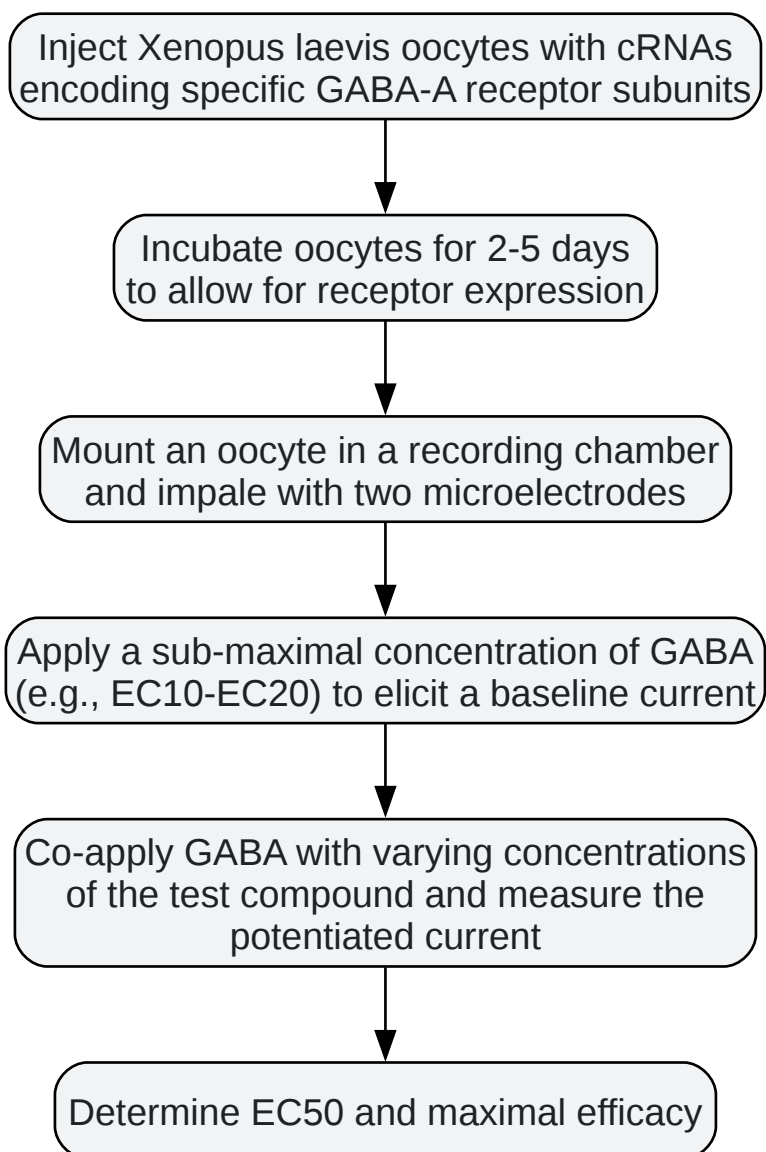 Inject Xenopus laevis oocytes with cRNAs
encoding specific GABA-A receptor subunits
Incubate oocytes for 2-5 days
to allow for receptor expression
Mount an oocyte in a recording chamber
and impale with two microelectrodes
Apply a sub-maximal concentration of GABA
(e.g., EC10-EC20) to elicit a baseline current
Co-apply GABA with varying concentrations
of the test compound and measure the
potentiated current
Determine EC50 and maximal efficacy